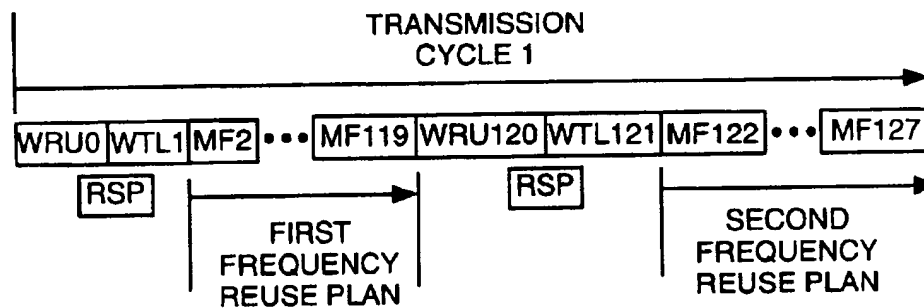 TRANSMISSION
CYCLE 1
WRU0 WTL1 MF2 ••• MF119 WRU120 WTL121 MF122 ••• MF127
RSP RSP
FIRST
FREQUENCY
REUSE PLAN
SECOND
FREQUENCY
REUSE PLAN